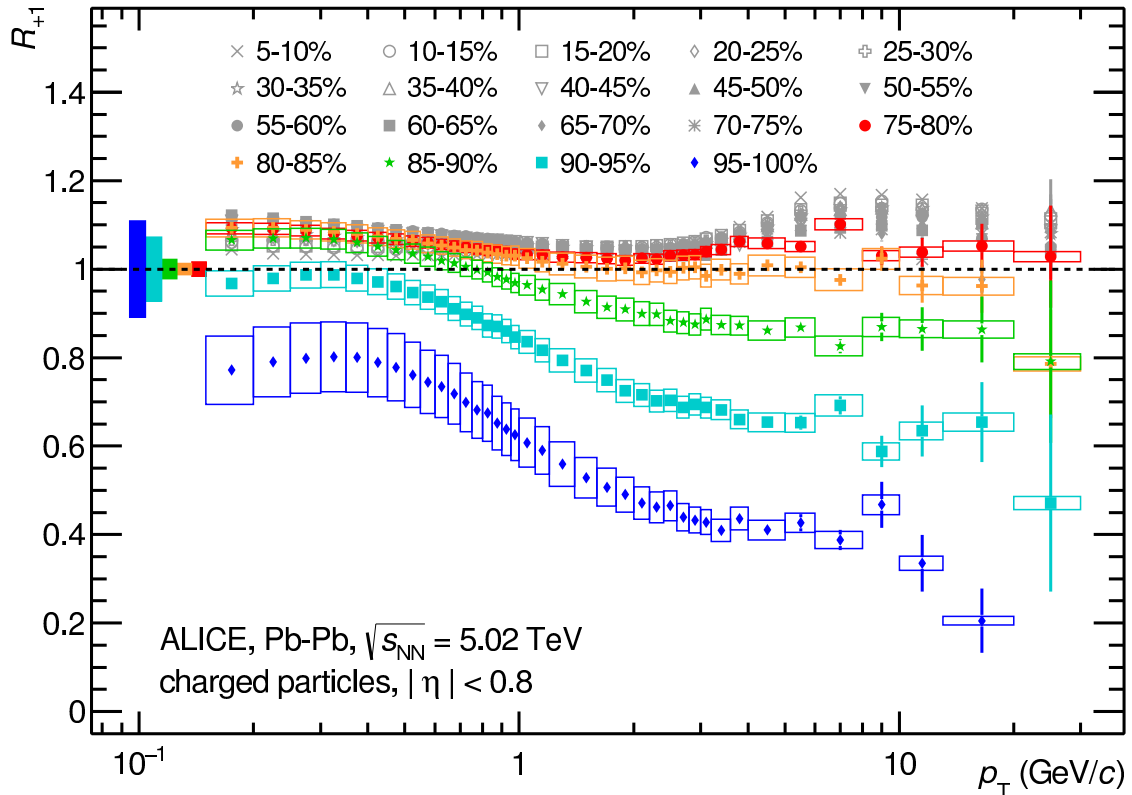 R+1
5-10% 10-15% 15-20% 20-25% 25-30%
30-35% 35-40% 40-45% 45-50% 50-55%
55-60% 60-65% 65-70% 70-75% 75-80%
80-85% 85-90% 90-95% 95-100%
1.4
1.2
1
0.8
0.6
0.4
0.2
0
ALICE, Pb-Pb, √sNN = 5.02 TeV
charged particles, | η | < 0.8
10−1 1 10
pT (GeV/c)